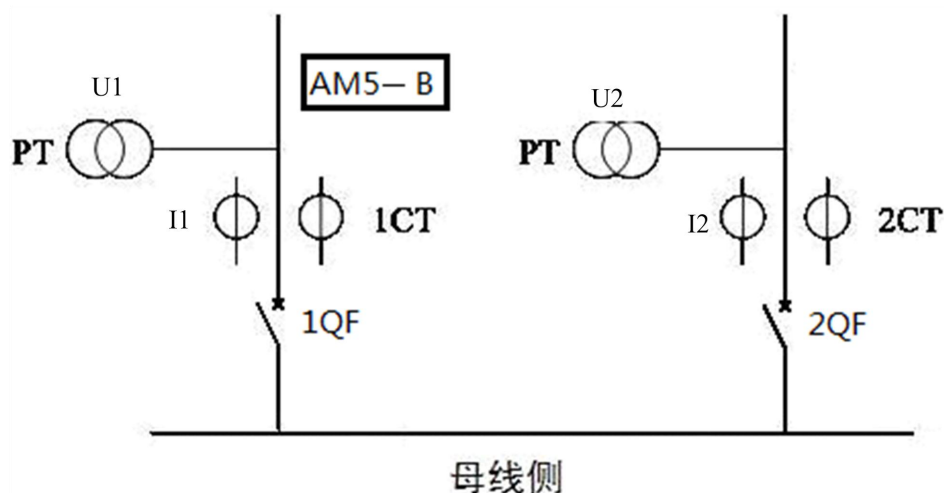 U1
AM5— B
U2
PT
PT
I1
1CT
I2
2CT
1QF
2QF
母线侧